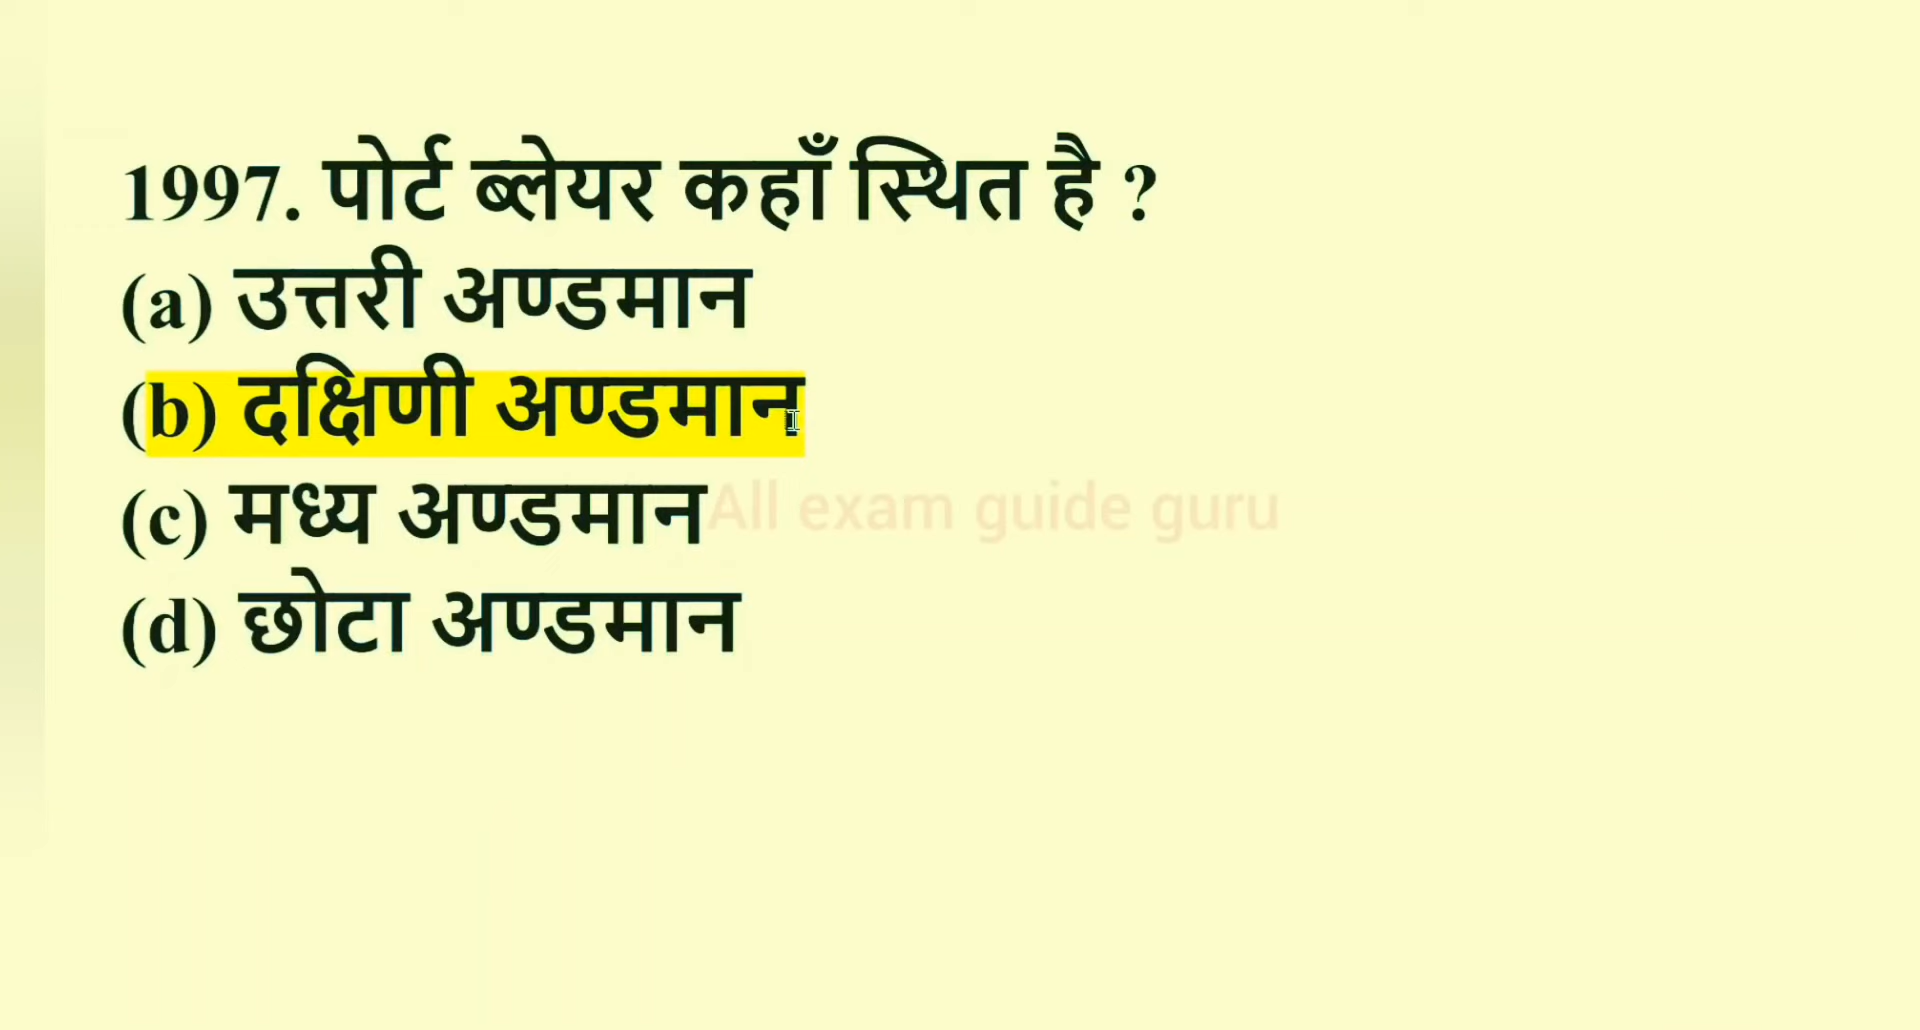 1997. पोर्ट ब्लेयर कहाँ स्थित है ?
(a) उत्तरी अण्डमान
(b) दक्षिणी अण्डमान
(c) मध्य अण्डमान
All exam guide guru
(d) छोटा अण्डमान